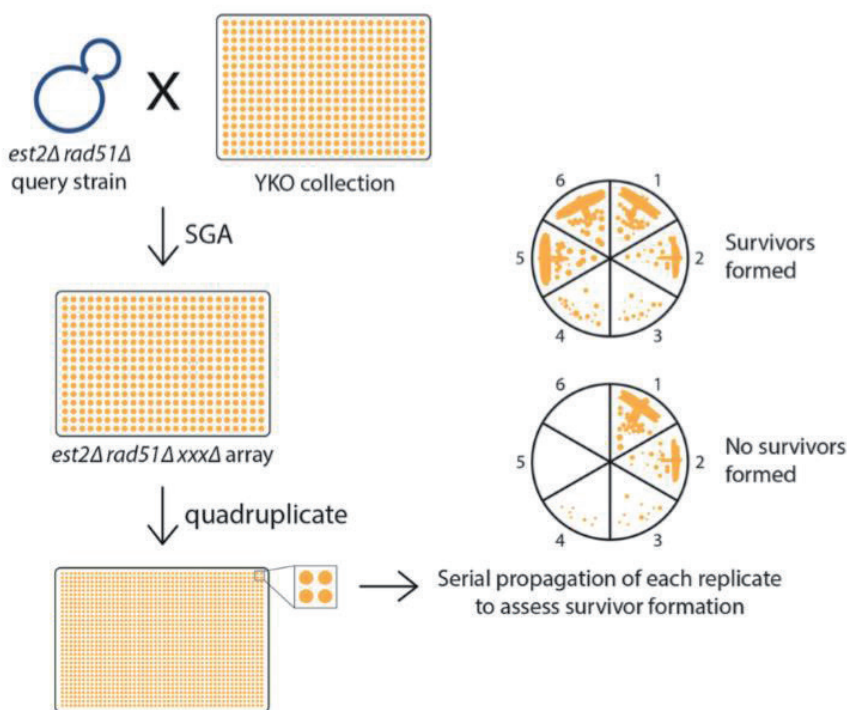 X
est2Δ rad51Δ
query strain
YKO collection
SGA
est2Δ rad51Δ xxxΔ array
quadruplicate
6
1
5
2
4
3
Survivors
formed
6
1
5
2
4
3
No survivors
formed
Serial propagation of each replicate
to assess survivor formation